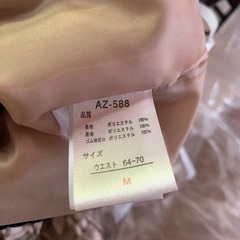 AZ-588
品質
表地 ポリエステル 100%
裏地 ポリエステル 100%
ゴム地部分 ポリエステル 100%
サイズ
ウエスト 64-70
M